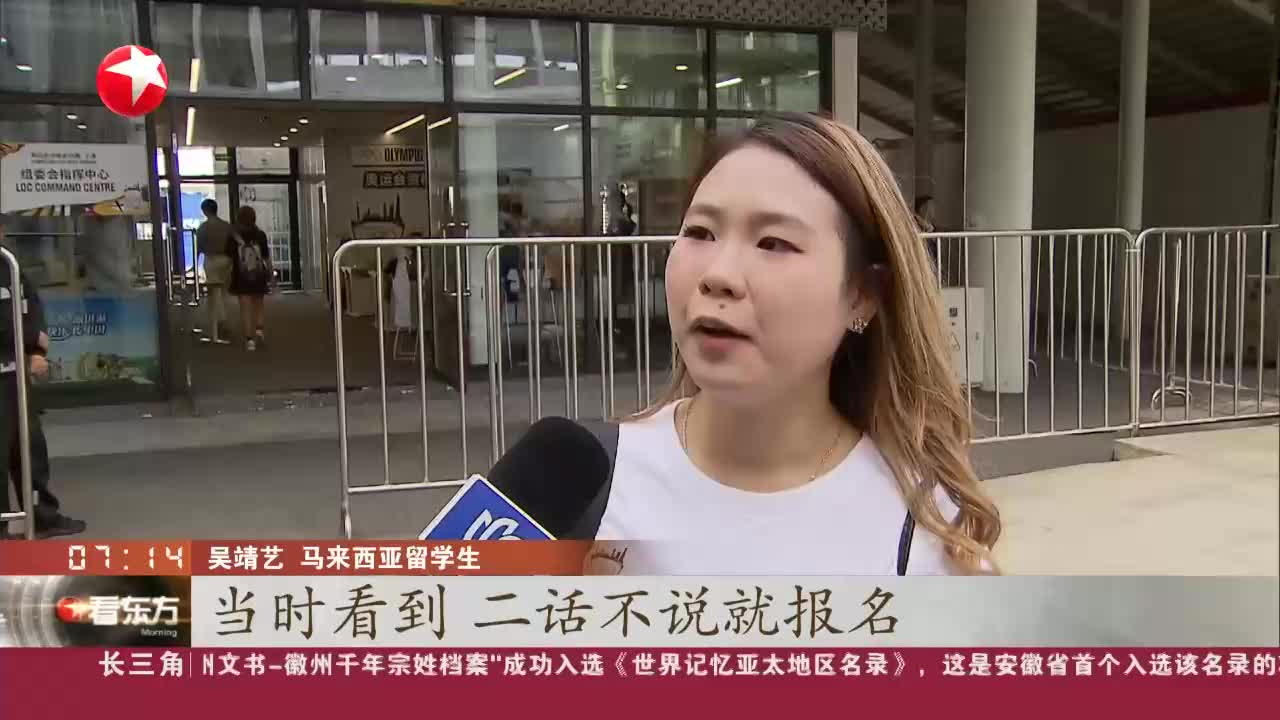 组委会指挥中心
LOC COMMAND CENTRE
OLYMPIC
奥运会资
07:14
吴靖艺 马来西亚留学生
看东方
Morning
当时看到 二话不说就报名
长三角
文书-徽州千年宗姓档案"成功入选《世界记忆亚太地区名录》，这是安徽省首个入选该名录的